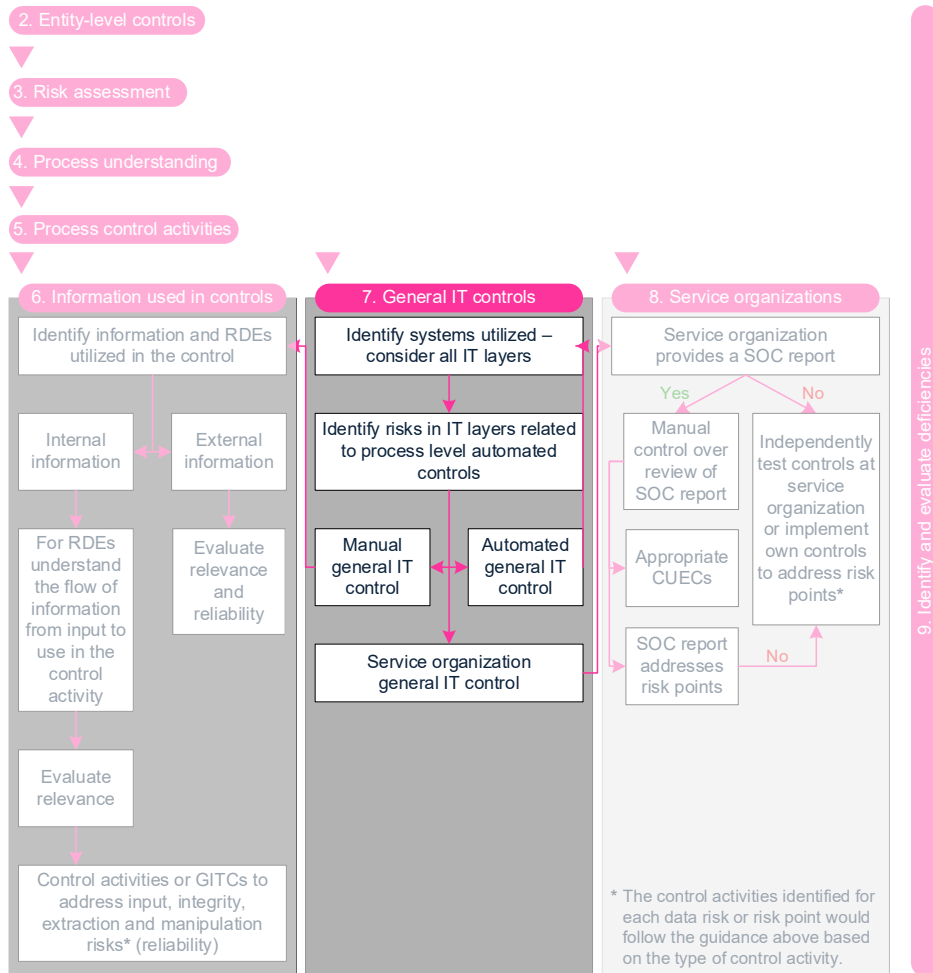 2. Entity-level controls
3. Risk assessment
4. Process understanding
5. Process control activities
6. Information used in controls
Identify information and RDEs
utilized in the control
Internal
information
External
information
For RDEs
understand
the flow of
information
from input to
use in the
control
activity
Evaluate
relevance
and
reliability
Evaluate
relevance
Control activities or GITCs to
address input, integrity,
extraction and manipulation
risks* (reliability)
7. General IT controls
Identify systems utilized –
consider all IT layers
Identify risks in IT layers related
to process level automated
controls
Manual
general IT
control
Automated
general IT
control
Service organization
general IT control
8. Service organizations
Service organization
provides a SOC report
Yes
No
Manual
control over
review of
SOC report
Independently
test controls at
service
organization
or implement
own controls
to address risk
points*
Appropriate
CUECs
SOC report
addresses
risk points
No
* The control activities identified for
each data risk or risk point would
follow the guidance above based
on the type of control activity.
9. Identify and evaluate deficiencies